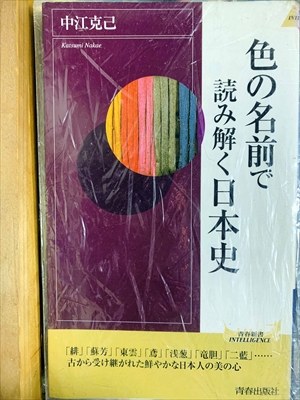 中江克己
Katsumi Nakae
色の名前で
読み解く日本史
青春新書
INTELLIGENCE
「緋」「蘇芳」「東雲」「鳶」「浅葱」「竜胆」「二藍」……
古から受け継がれた鮮やかな日本人の美の心
青春出版社